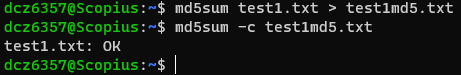 dcz6357@Scopius:~$ md5sum test1.txt > test1md5.txt
dcz6357@Scopius:~$ md5sum -c test1md5.txt
test1.txt: OK
dcz6357@Scopius:~$